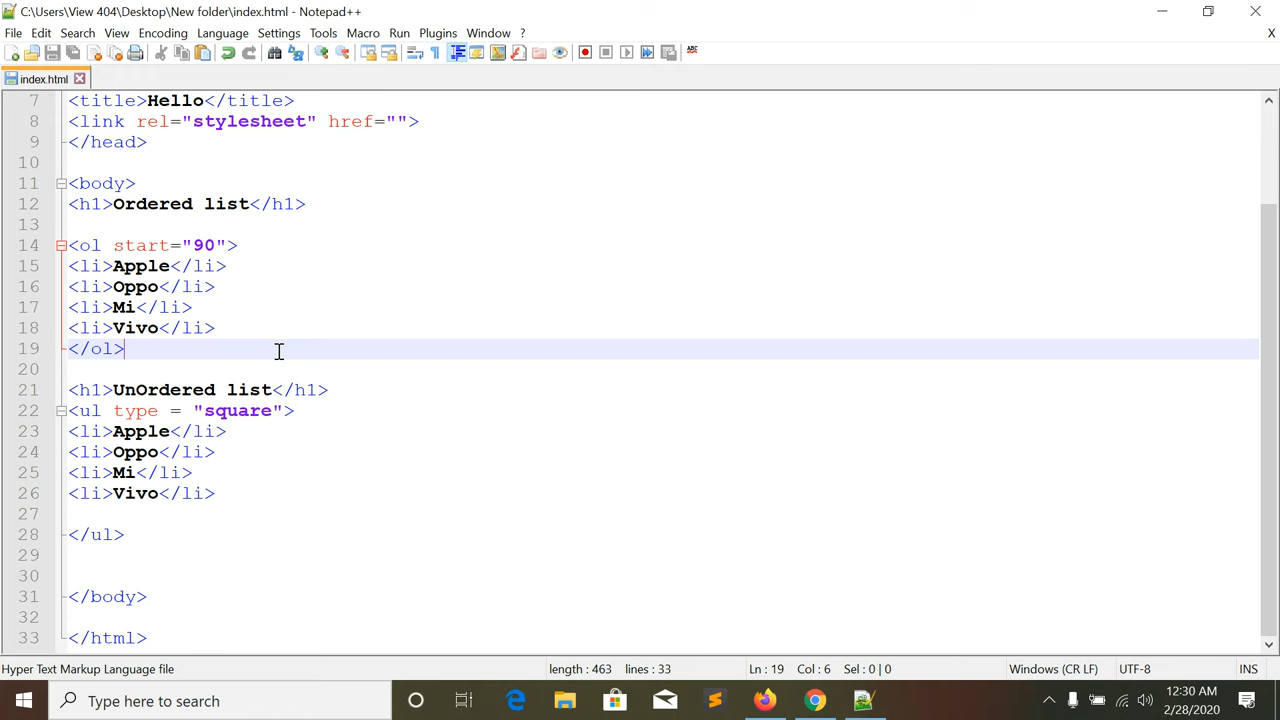 C:\Users\View 404\Desktop\New folder\index.html - Notepad++
File Edit Search View Encoding Language Settings Tools Macro Run Plugins Window ? X
index.html
7 <title>Hello</title>
8 <link rel="stylesheet" href="">
9 </head>
10
11 <body>
12 <h1>Ordered list</h1>
13
14 <ol start="90">
15 <li>Apple</li>
16 <li>Oppo</li>
17 <li>Mi</li>
18 <li>Vivo</li>
19 </ol>
20
21 <h1>UnOrdered list</h1>
22 <ul type = "square">
23 <li>Apple</li>
24 <li>Oppo</li>
25 <li>Mi</li>
26 <li>Vivo</li>
27
28 </ul>
29
30
31 </body>
32
33 </html>
Hyper Text Markup Language file length : 463 lines : 33 Ln : 19 Col : 6 Sel : 0 | 0 Windows (CR LF) UTF-8 INS
Type here to search
12:30 AM
2/28/2020